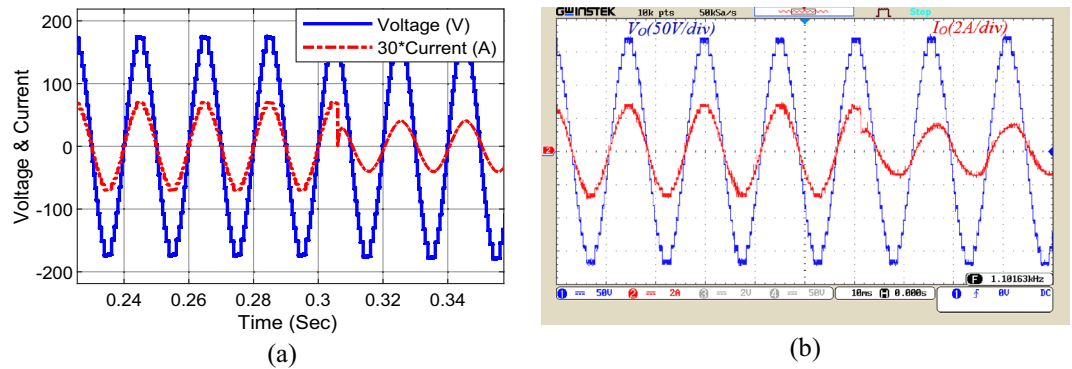 Voltage (V)
30*Current (A)
200
100
0
-100
-200
Voltage & Current
0.24
0.26
0.28
0.3
0.32
0.34
Time (Sec)
(a)
GWINSTEK
10k pts
50kSa/s
Stop
VO(50V/div)
IO(2A/div)
2
F 1.10163kHz
1 50V
2 2A
3 2V
4 50V
10ms H 0.000s
1 0V DC
(b)